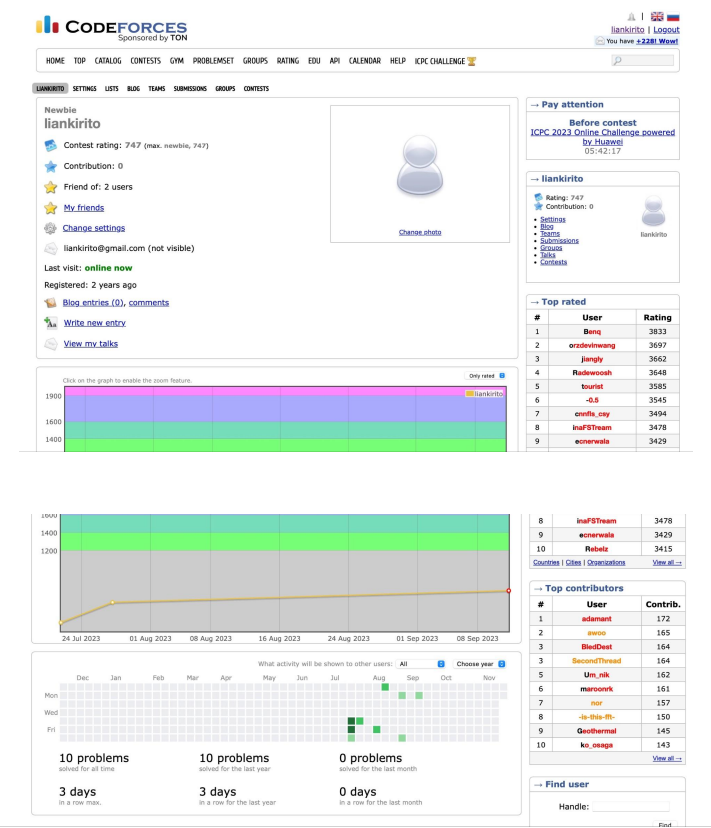 CODEFORCES
Sponsored by TON
liankirito | Logout
You have +228! Wow!
HOME TOP CATALOG CONTESTS GYM PROBLEMSET GROUPS RATING EDU API CALENDAR HELP ICPC CHALLENGE
LIANKIRITO SETTINGS LISTS BLOG TEAMS SUBMISSIONS GROUPS CONTESTS
Newbie
liankirito
Contest rating: 747 (max. newbie, 747)
Contribution: 0
Friend of: 2 users
My friends
Change settings
liankirito@gmail.com (not visible)
Last visit: online now
Registered: 2 years ago
Blog entries (0), comments
Write new entry
View my talks
Change photo
→ Pay attention
Before contest
ICPC 2023 Online Challenge powered
by Huawei
05:42:17
→ liankirito
Rating: 747
Contribution: 0
Settings
Blog
Teams
Submissions
Groups
Talks
Contests
liankirito
→ Top rated
# User Rating
1 Benq 3833
2 orzdevinwang 3697
3 jiangly 3662
4 Radewoosh 3648
5 tourist 3585
6 -0.5 3545
7 cnnfls_csy 3494
8 inaFSTream 3478
9 ecnerwala 3429
Only rated
Click on the graph to enable the zoom feature.
liankirito
1900
1600
1400
1600
1400
1200
24 Jul 2023 01 Aug 2023 08 Aug 2023 16 Aug 2023 24 Aug 2023 01 Sep 2023 08 Sep 2023
8 inaFSTream 3478
9 ecnerwala 3429
10 Rebelz 3415
Countries | Cities | Organizations View all →
→ Top contributors
# User Contrib.
1 adamant 172
2 awoo 165
3 BledDest 164
3 SecondThread 164
5 Um_nik 162
6 maroonrk 161
7 nor 157
8 -is-this-fft- 150
9 Geothermal 145
10 ko_osaga 143
View all →
What activity will be shown to other users: All Choose year
Dec Jan Feb Mar Apr May Jun Jul Aug Sep Oct Nov
Mon
Wed
Fri
10 problems
solved for all time
10 problems
solved for the last year
0 problems
solved for the last month
3 days
in a row max.
3 days
in a row for the last year
0 days
in a row for the last month
→ Find user
Handle:
Find